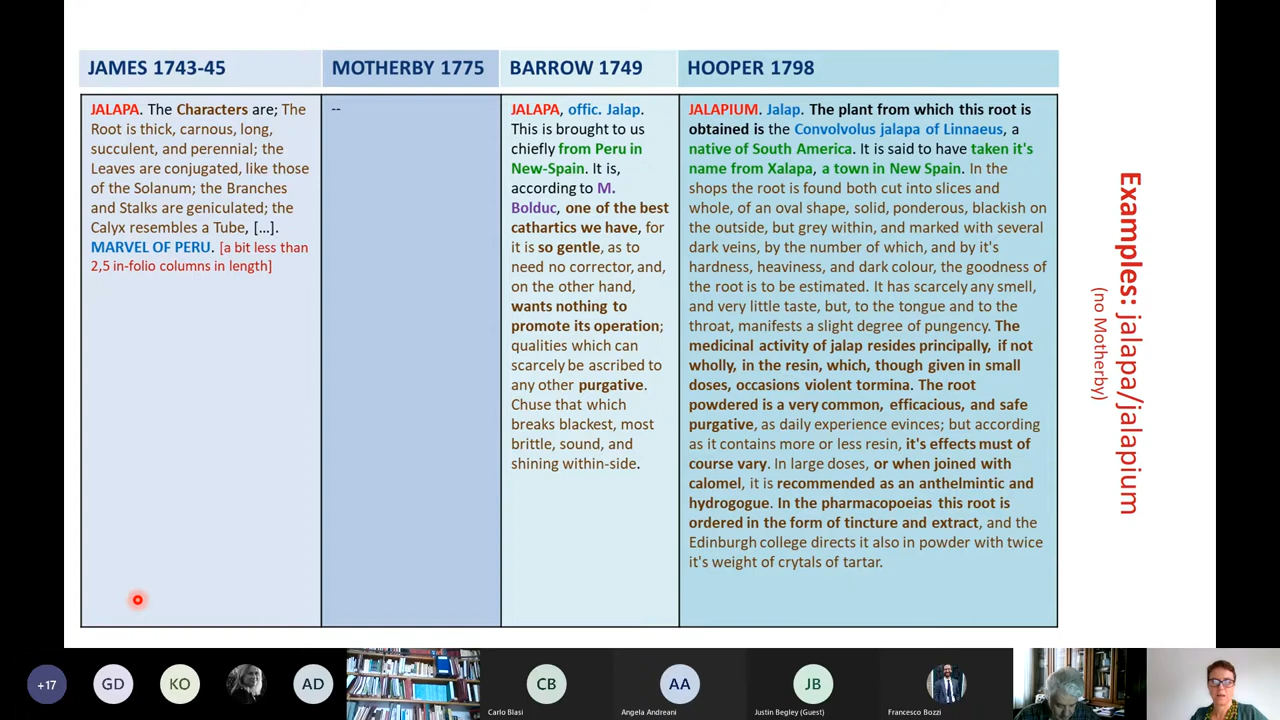 JAMES 1743-45
MOTHERBY 1775
BARROW 1749
HOOPER 1798
JALAPA. The Characters are; The
Root is thick, carnous, long,
succulent, and perennial; the
Leaves are conjugated, like those
of the Solanum; the Branches
and Stalks are geniculated; the
Calyx resembles a Tube, [...].
MARVEL OF PERU. [a bit less than
2,5 in-folio columns in length]
--
JALAPA, offic. Jalap.
This is brought to us
chiefly from Peru in
New-Spain. It is,
according to M.
Bolduc, one of the best
cathartics we have, for
it is so gentle, as to
need no corrector, and,
on the other hand,
wants nothing to
promote its operation;
qualities which can
scarcely be ascribed to
any other purgative.
Chuse that which
breaks blackest, most
brittle, sound, and
shining within-side.
JALAPIUM. Jalap. The plant from which this root is
obtained is the Convolvolus jalapa of Linnaeus, a
native of South America. It is said to have taken it's
name from Xalapa, a town in New Spain. In the
shops the root is found both cut into slices and
whole, of an oval shape, solid, ponderous, blackish on
the outside, but grey within, and marked with several
dark veins, by the number of which, and by it's
hardness, heaviness, and dark colour, the goodness of
the root is to be estimated. It has scarcely any smell,
and very little taste, but, to the tongue and to the
throat, manifests a slight degree of pungency. The
medicinal activity of jalap resides principally, if not
wholly, in the resin, which, though given in small
doses, occasions violent tormina. The root
powdered is a very common, efficacious, and safe
purgative, as daily experience evinces; but according
as it contains more or less resin, it's effects must of
course vary. In large doses, or when joined with
calomel, it is recommended as an anthelmintic and
hydrogogue. In the pharmacopoeias this root is
ordered in the form of tincture and extract, and the
Edinburgh college directs it also in powder with twice
it's weight of crytals of tartar.
Examples: jalapa/jalapium
(no Motherby)
+17
GD
KO
AD
CB
Carlo Blasi
AA
Angela Andreani
JB
Justin Begley (Guest)
Francesco Bozzi